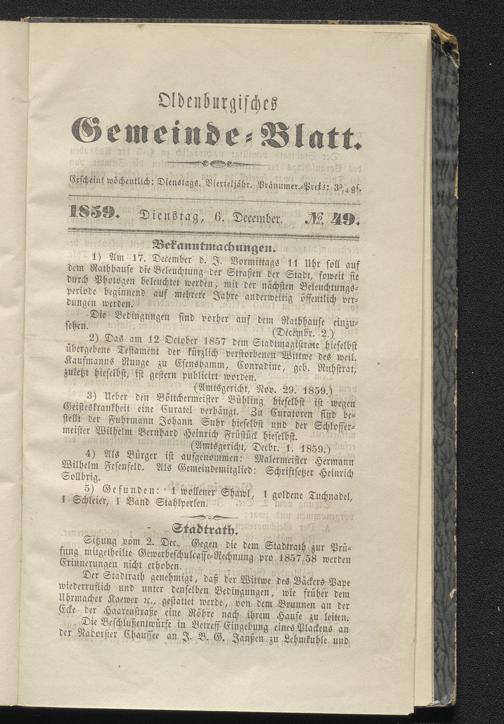 Oldenburgisches
Gemeinde-Blatt.
Erscheint wöchentlich: Dienstags. Vierteljähr. Pränumer.-Preis: 3¾ gs.
1859. Dienstag, 6. December. № 49.
Bekanntmachungen.
1) Am 17. December d. J. Vormittags 11 Uhr soll auf
dem Rathhause die Beleuchtung der Straßen der Stadt, soweit sie
durch Photogen beleuchtet werden, mit der nächsten Beleuchtungs-
periode beginnend auf mehrere Jahre anderweitig öffentlich ver-
dungen werden.
Die Bedingungen sind vorher auf dem Rathhause einzu-
sehen. (Decembr. 2.)
2) Das am 12 October 1857 dem Stadtmagistrate hieselbst
übergebene Testament der kürzlich verstorbenen Wittwe des weil.
Kaufmanns Runge zu Esenshamm, Conradine, geb. Ruhstrat,
zuletzt hieselbst, ist gestern publicirt worden.
(Amtsgericht, Nov. 29. 1859.)
3) Ueber den Böttchermeister Bühling hieselbst ist wegen
Geisteskrankheit eine Curatel verhängt. Zu Curatoren sind be-
stellt der Fuhrmann Johann Suhr hieselbst und der Schlosser-
meister Wilhelm Bernhard Heinrich Früstück hieselbst.
(Amtsgericht, Decbr. 1. 1859.)
4) Als Bürger ist aufgenommen: Malermeister Hermann
Wilhelm Fesenfeld. Als Gemeindemitglied: Schriftsetzer Heinrich
Sollbrig.
5) Gefunden: 1 wollener Shawl, 1 goldene Tuchnadel,
1 Schleier, 1 Band Stahlperlen.
Stadtrath.
Sitzung vom 2. Dec. Gegen die dem Stadtrath zur Prü-
fung mitgetheilte Gewerbeschulcasse-Rechnung pro 1857/58 werden
Erinnerungen nicht erhoben.
Der Stadtrath genehmigt, daß der Wittwe des Bäckers Pape
wiederruflich und unter denselben Bedingungen, wie früher dem
Uhrmacher Kaewer ꝛc., gestattet werde, von dem Brunnen an der
Ecke der Haarenstraße eine Röhre nach ihrem Hause zu leiten.
Die Beschlußentwürfe in Betreff Eingebung eines Plackens an
der Nadorster Chaussee an J. B. G. Janßen zu Lehmkuhle und